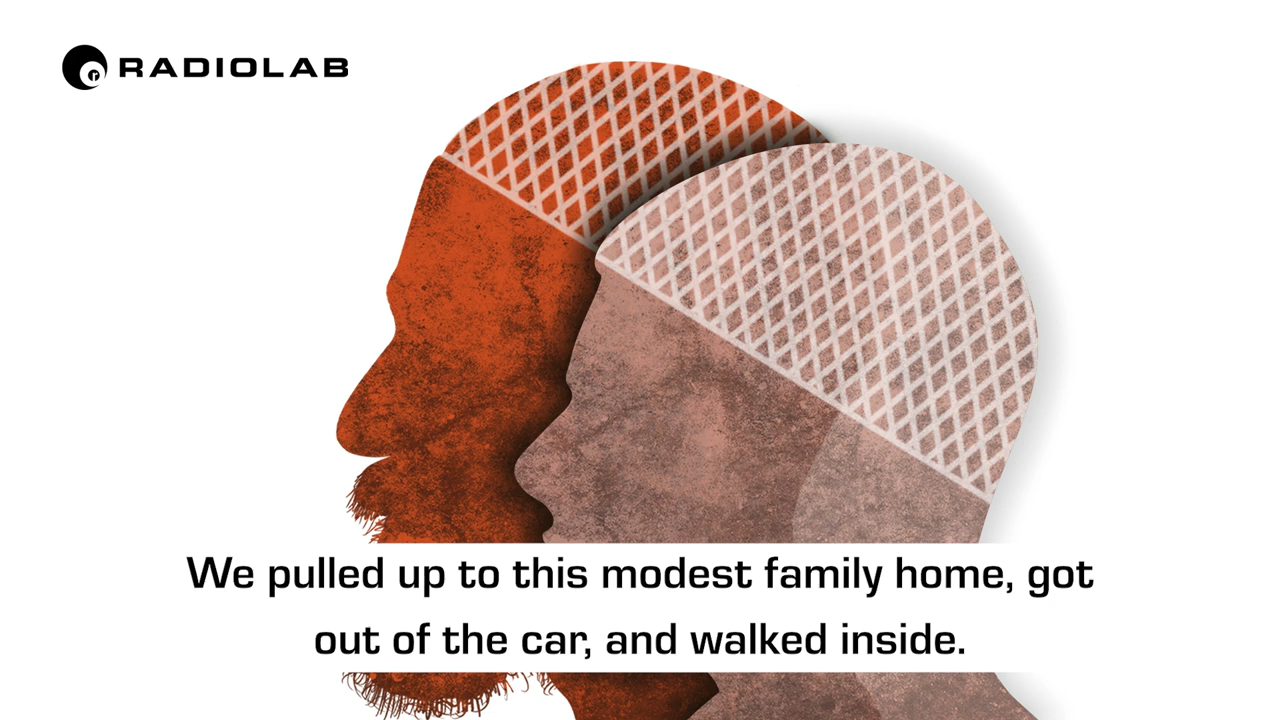 RADIOLAB
We pulled up to this modest family home, got
out of the car, and walked inside.